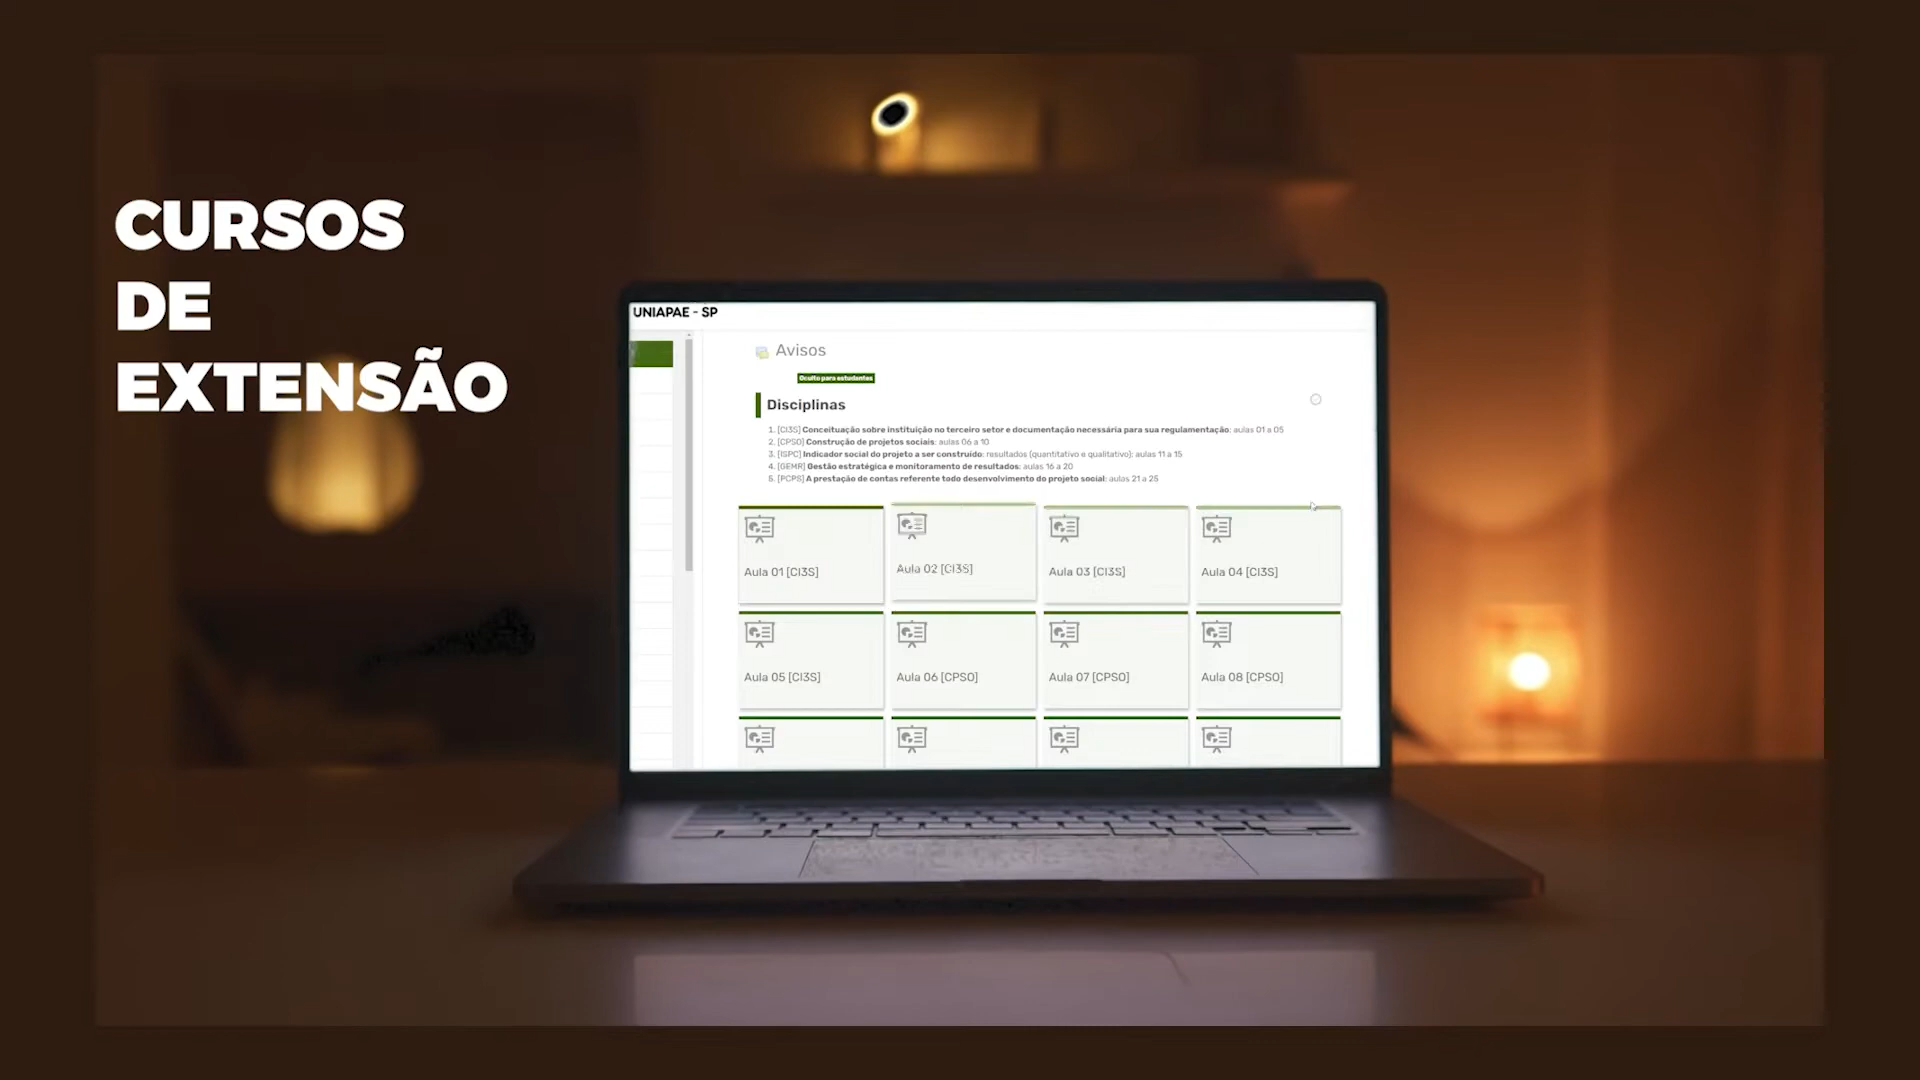 CURSOS
DE
EXTENSÃO
UNIAPAE - SP
Avisos
Oculto para estudantes
Disciplinas
1. [CI3S] Conceituação sobre instituição no terceiro setor e documentação necessária para sua regulamentação: aulas 01 a 05
2. [CPSO] Construção de projetos sociais: aulas 06 a 10
3. [ISPC] Indicador social do projeto a ser construído: resultados (quantitativo e qualitativo); aulas 11 a 15
4. [GEMR] Gestão estratégica e monitoramento de resultados: aulas 16 a 20
5. [PCPS] A prestação de contas referente todo desenvolvimento do projeto social: aulas 21 a 25
Aula 01 [CI3S]
Aula 02 [CI3S]
Aula 03 [CI3S]
Aula 04 [CI3S]
Aula 05 [CI3S]
Aula 06 [CPSO]
Aula 07 [CPSO]
Aula 08 [CPSO]